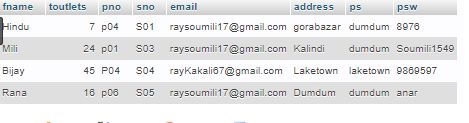 fname toutlets pno sno email address ps psw
Hindu 7 p04 S01 raysoumili17@gmail.com gorabazar dumdum 8976
Mili 24 p01 S03 raysoumili17@gmail.com Kalindi dumdum Soumili1549
Bijay 45 P04 S04 rayKakali67@gmail.com Laketown laketown 9869597
Rana 16 p06 S05 raysoumili17@gmail.com Dumdum dumdum anar